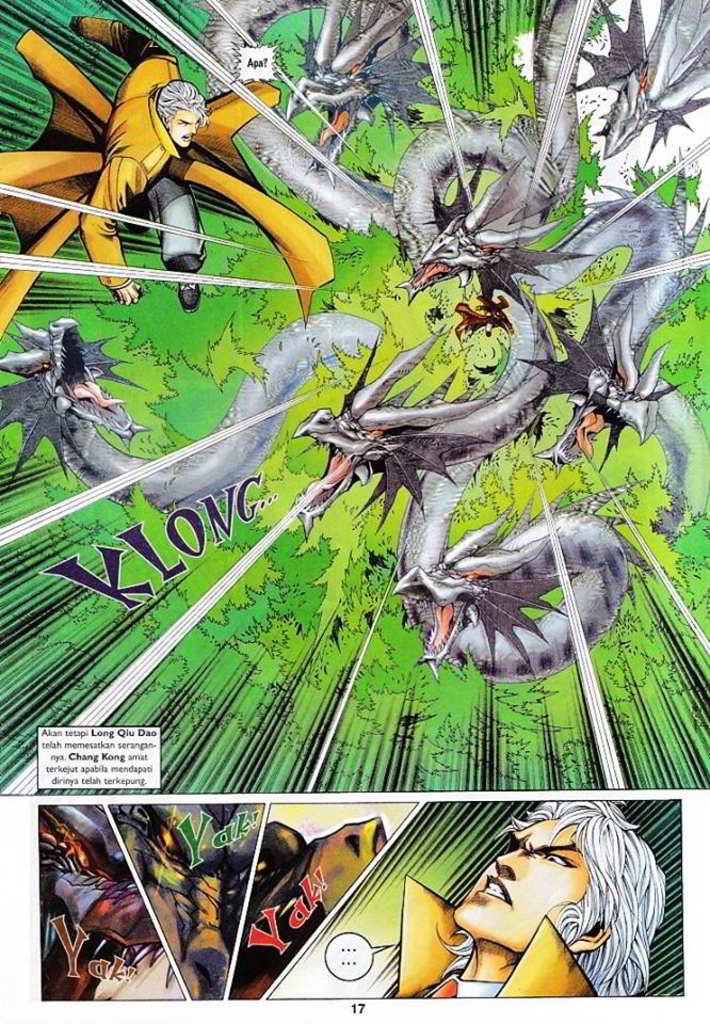 Apa?
KLONG...
Akan tetapi Long Qiu Dao
telah memesatkan serangan-
nya. Chang Kong amat
terkejut apabila mendapati
dirinya telah terkepung.
Yak!
Yak!
Yak!
...
...
17